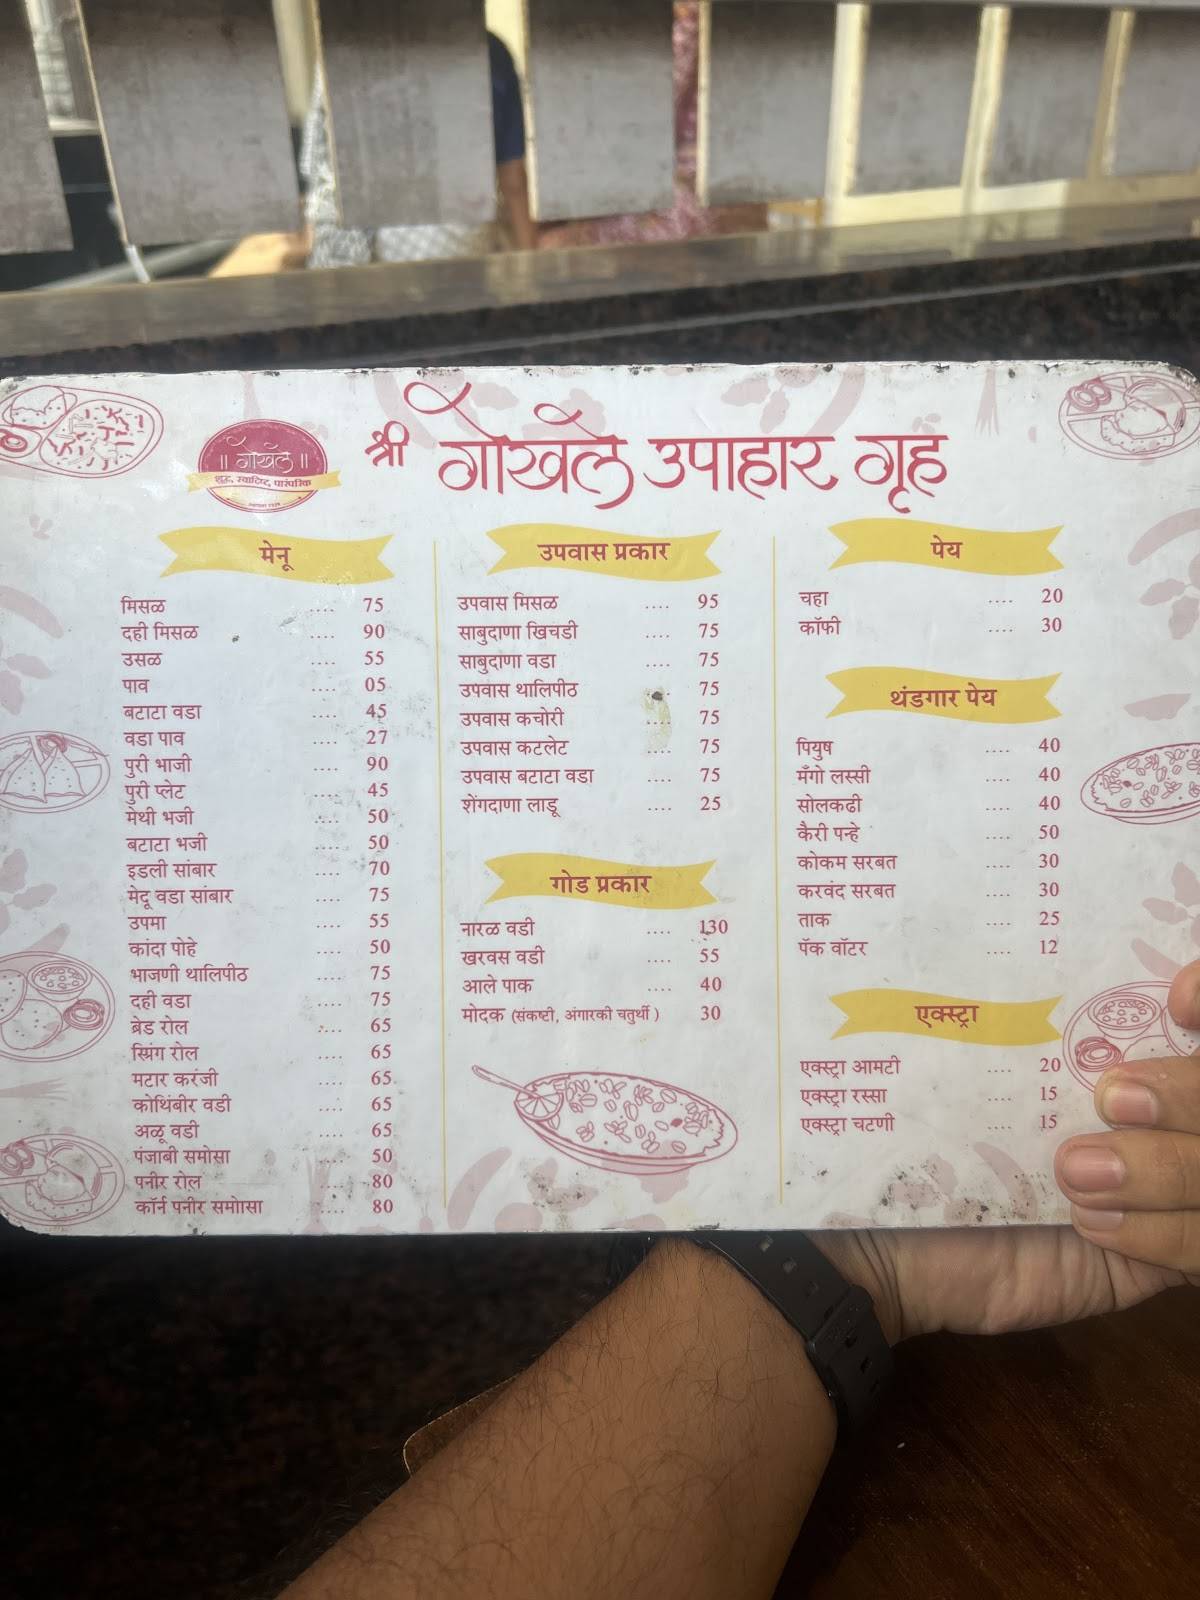 ॥ गोखले ॥
शुद्ध, स्वादिष्ट, पारंपरिक
श्री गोखले उपाहार गृह
मेनू
मिसळ .... 75
दही मिसळ .... 90
उसळ .... 55
पाव .... 05
बटाटा वडा .... 45
वडा पाव .... 27
पुरी भाजी .... 90
पुरी प्लेट .... 45
मेथी भजी .... 50
बटाटा भजी .... 50
इडली सांबार .... 70
मेदू वडा सांबार .... 75
उपमा .... 55
कांदा पोहे .... 50
भाजणी थालिपीठ .... 75
दही वडा .... 75
ब्रेड रोल .... 65
स्प्रिंग रोल .... 65
मटार करंजी .... 65
कोथिंबीर वडी .... 65
अळू वडी .... 65
पंजाबी समोसा .... 50
पनीर रोल .... 80
कॉर्न पनीर समोासा .... 80
उपवास प्रकार
उपवास मिसळ .... 95
साबुदाणा खिचडी .... 75
साबुदाणा वडा .... 75
उपवास थालिपीठ .... 75
उपवास कचोरी .... 75
उपवास कटलेट .... 75
उपवास बटाटा वडा .... 75
शेंगदाणा लाडू .... 25
गोड प्रकार
नारळ वडी .... 130
खरवस वडी .... 55
आले पाक .... 40
मोदक (संकष्टी, अंगारकी चतुर्थी ) 30
पेय
चहा .... 20
कॉफी .... 30
थंडगार पेय
पियुष .... 40
मँगो लस्सी .... 40
सोलकढी .... 40
कैरी पन्हे .... 50
कोकम सरबत .... 30
करवंद सरबत .... 30
ताक .... 25
पॅक वॉटर .... 12
एक्स्ट्रा
एक्स्ट्रा आमटी .... 20
एक्स्ट्रा रस्सा .... 15
एक्स्ट्रा चटणी .... 15